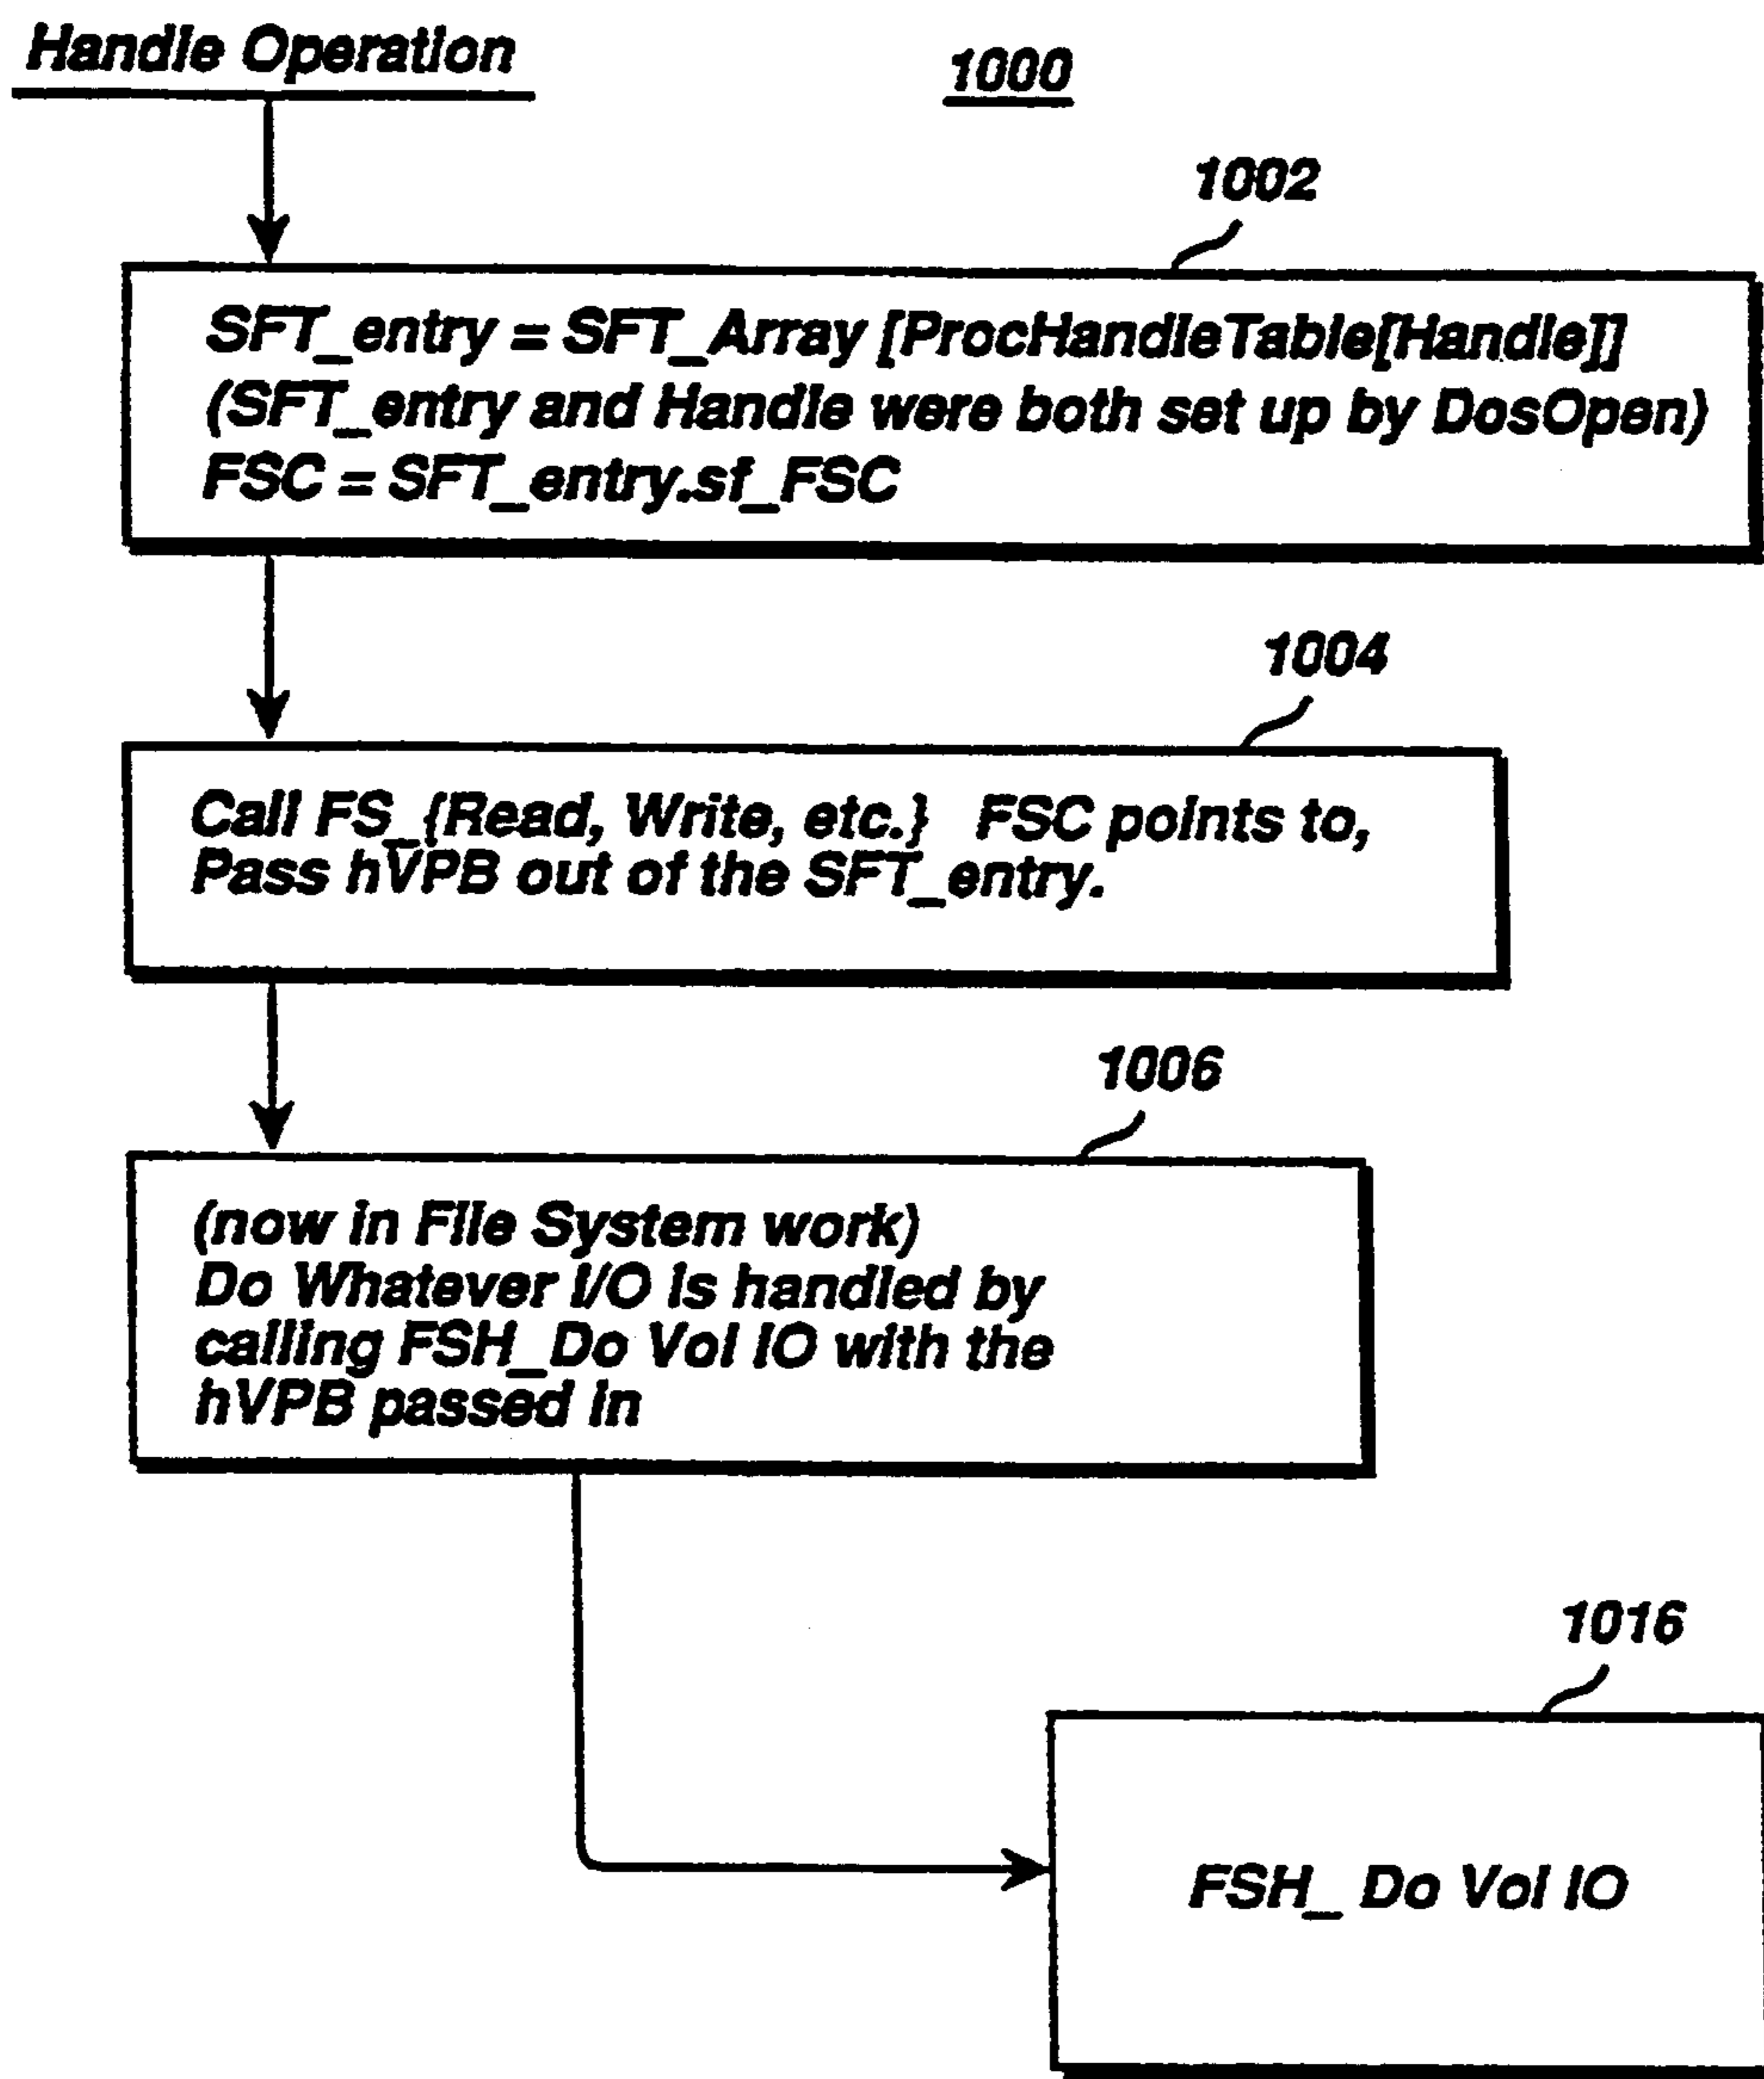 Handle Operation
1000
1002
SFT_entry = SFT_Array [ProcHandleTable[Handle]]
(SFT_entry and Handle were both set up by DosOpen)
FSC = SFT_entry.sf_FSC
1004
Call FS_{Read, Write, etc.} FSC points to,
Pass hVPB out of the SFT_entry.
1006
(now in File System work)
Do Whatever I/O is handled by
calling FSH_Do Vol IO with the
hVPB passed in
1016
FSH_ Do Vol IO